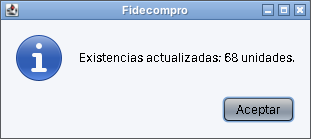 Fidecompro
Existencias actualizadas: 68 unidades.
Aceptar